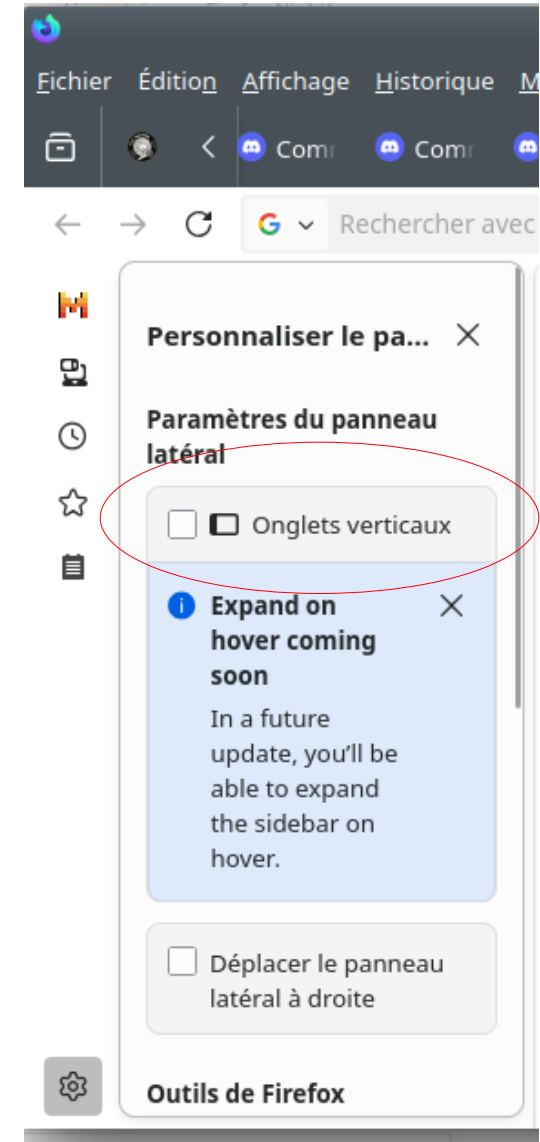 Fichier Édition Affichage Historique M
Com Com
Rechercher avec
Personnaliser le pa...
Paramètres du panneau
latéral
Onglets verticaux
Expand on
hover coming
soon
In a future
update, you'll be
able to expand
the sidebar on
hover.
Déplacer le panneau
latéral à droite
Outils de Firefox